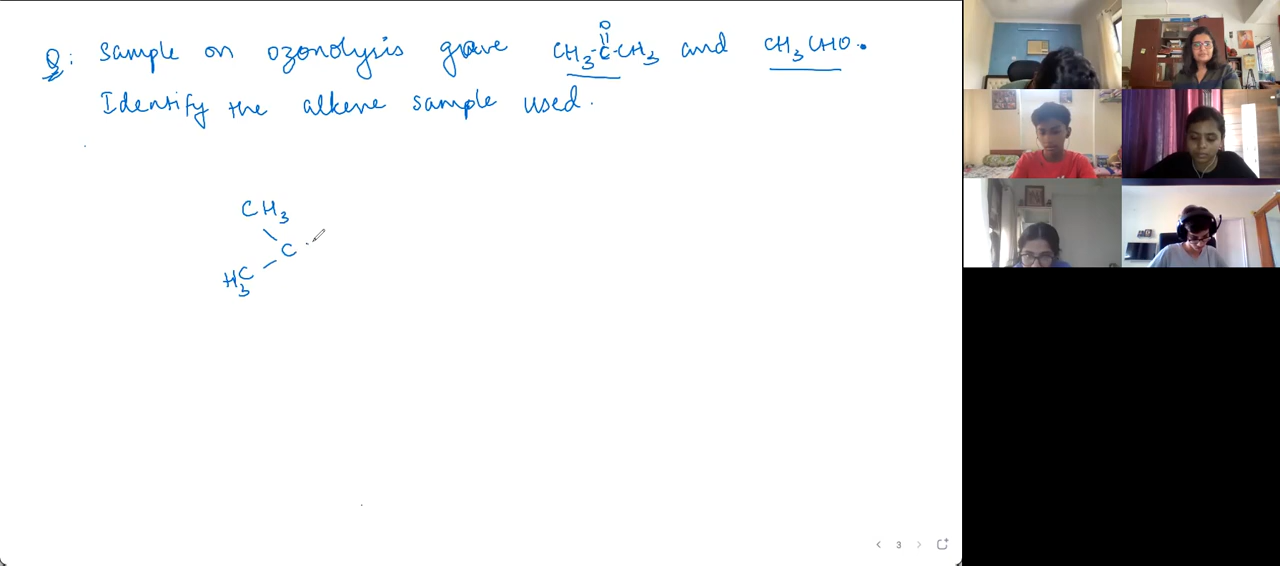 Q: Sample on ozonolysis gave CH3-C-CH3 and CH3CHO.
O
Identify the alkene sample used.
CH3
C
H3C
3